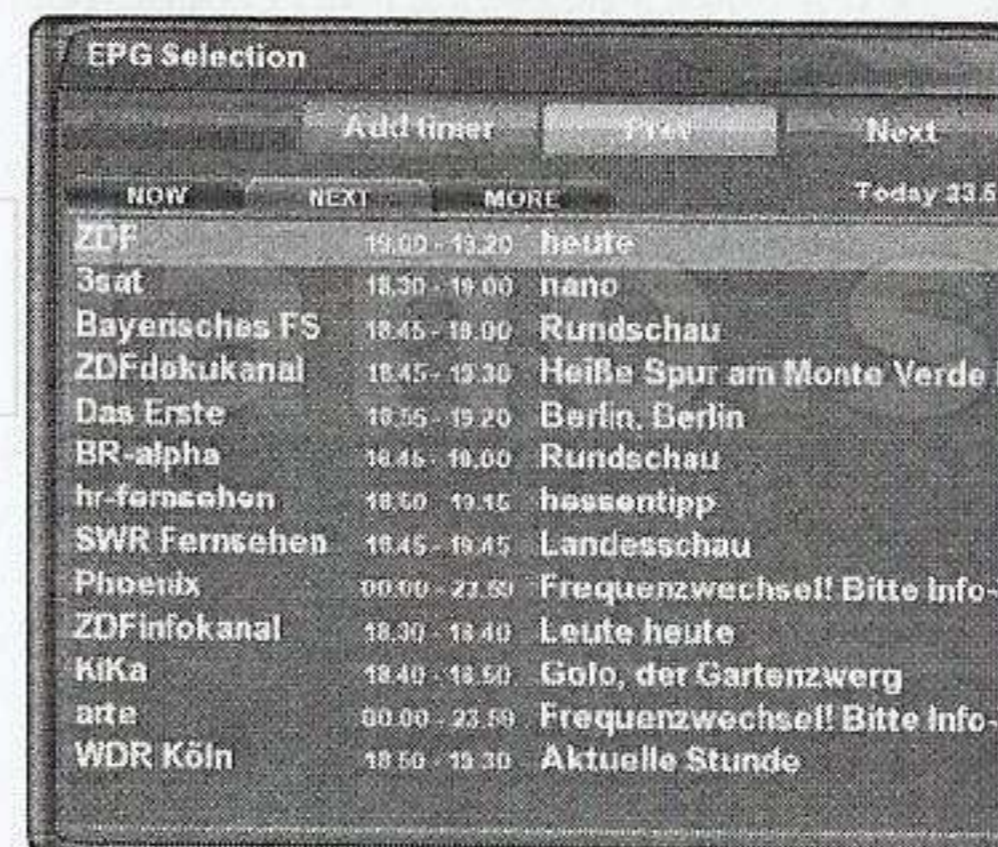 EPG Selection
Add timer Prev Next
NOW NEXT MORE Today 23.5
ZDF 19.00 - 19.20 heute
3sat 18.30 - 19.00 nano
Bayerisches FS 18.45 - 19.00 Rundschau
ZDFdokukanal 18.45 - 19.30 Heiße Spur am Monte Verde
Das Erste 18.55 - 19.20 Berlin, Berlin
BR-alpha 18.45 - 19.00 Rundschau
hr-fernsehen 18.50 - 19.15 hessentipp
SWR Fernsehen 18.45 - 19.45 Landesschau
Phoenix 00.00 - 23.59 Frequenzwechsel! Bitte Info-
ZDFinfokanal 18.30 - 18.40 Leute heute
KiKa 18.40 - 18.50 Golo, der Gartenzwerg
arte 00.00 - 23.59 Frequenzwechsel! Bitte Info-
WDR Köln 18.50 - 19.30 Aktuelle Stunde